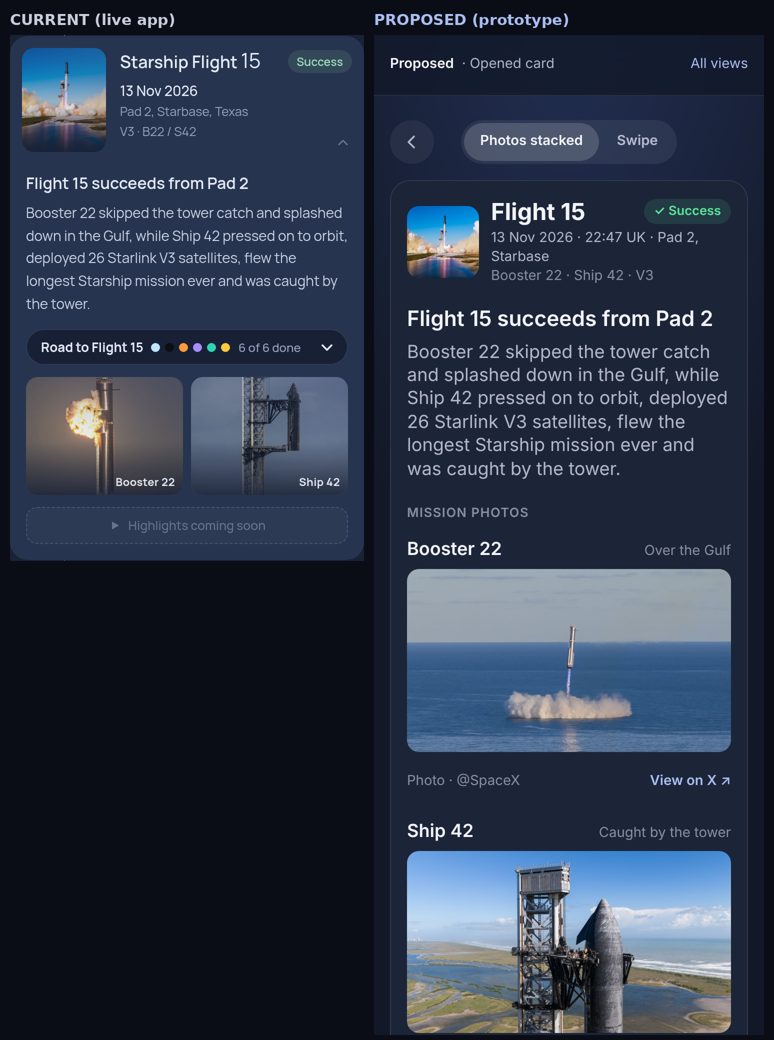 CURRENT (live app)
Starship Flight 15
Success
13 Nov 2026
Pad 2, Starbase, Texas
V3 · B22 / S42
Flight 15 succeeds from Pad 2
Booster 22 skipped the tower catch and splashed
down in the Gulf, while Ship 42 pressed on to orbit,
deployed 26 Starlink V3 satellites, flew the
longest Starship mission ever and was caught by
the tower.
Road to Flight 15
6 of 6 done
Booster 22
Ship 42
Highlights coming soon
PROPOSED (prototype)
Proposed · Opened card
All views
Photos stacked
Swipe
Flight 15
✓ Success
13 Nov 2026 · 22:47 UK · Pad 2,
Starbase
Booster 22 · Ship 42 · V3
Flight 15 succeeds from Pad 2
Booster 22 skipped the tower catch
and splashed down in the Gulf, while
Ship 42 pressed on to orbit, deployed
26 Starlink V3 satellites, flew the
longest Starship mission ever and
was caught by the tower.
MISSION PHOTOS
Booster 22
Over the Gulf
Photo · @SpaceX
View on X ↗
Ship 42
Caught by the tower